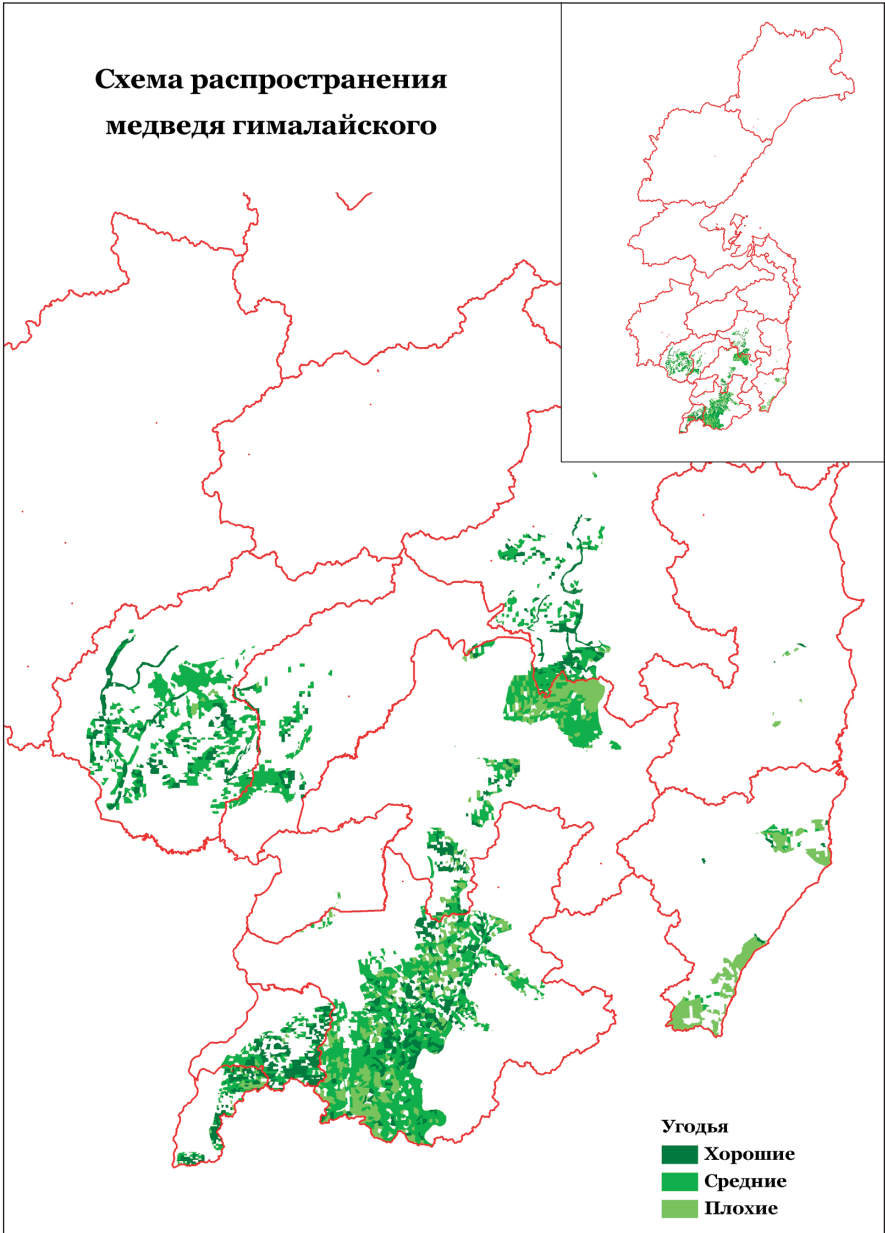 Схема распространения
медведя гималайского
Угодья
Хорошие
Средние
Плохие